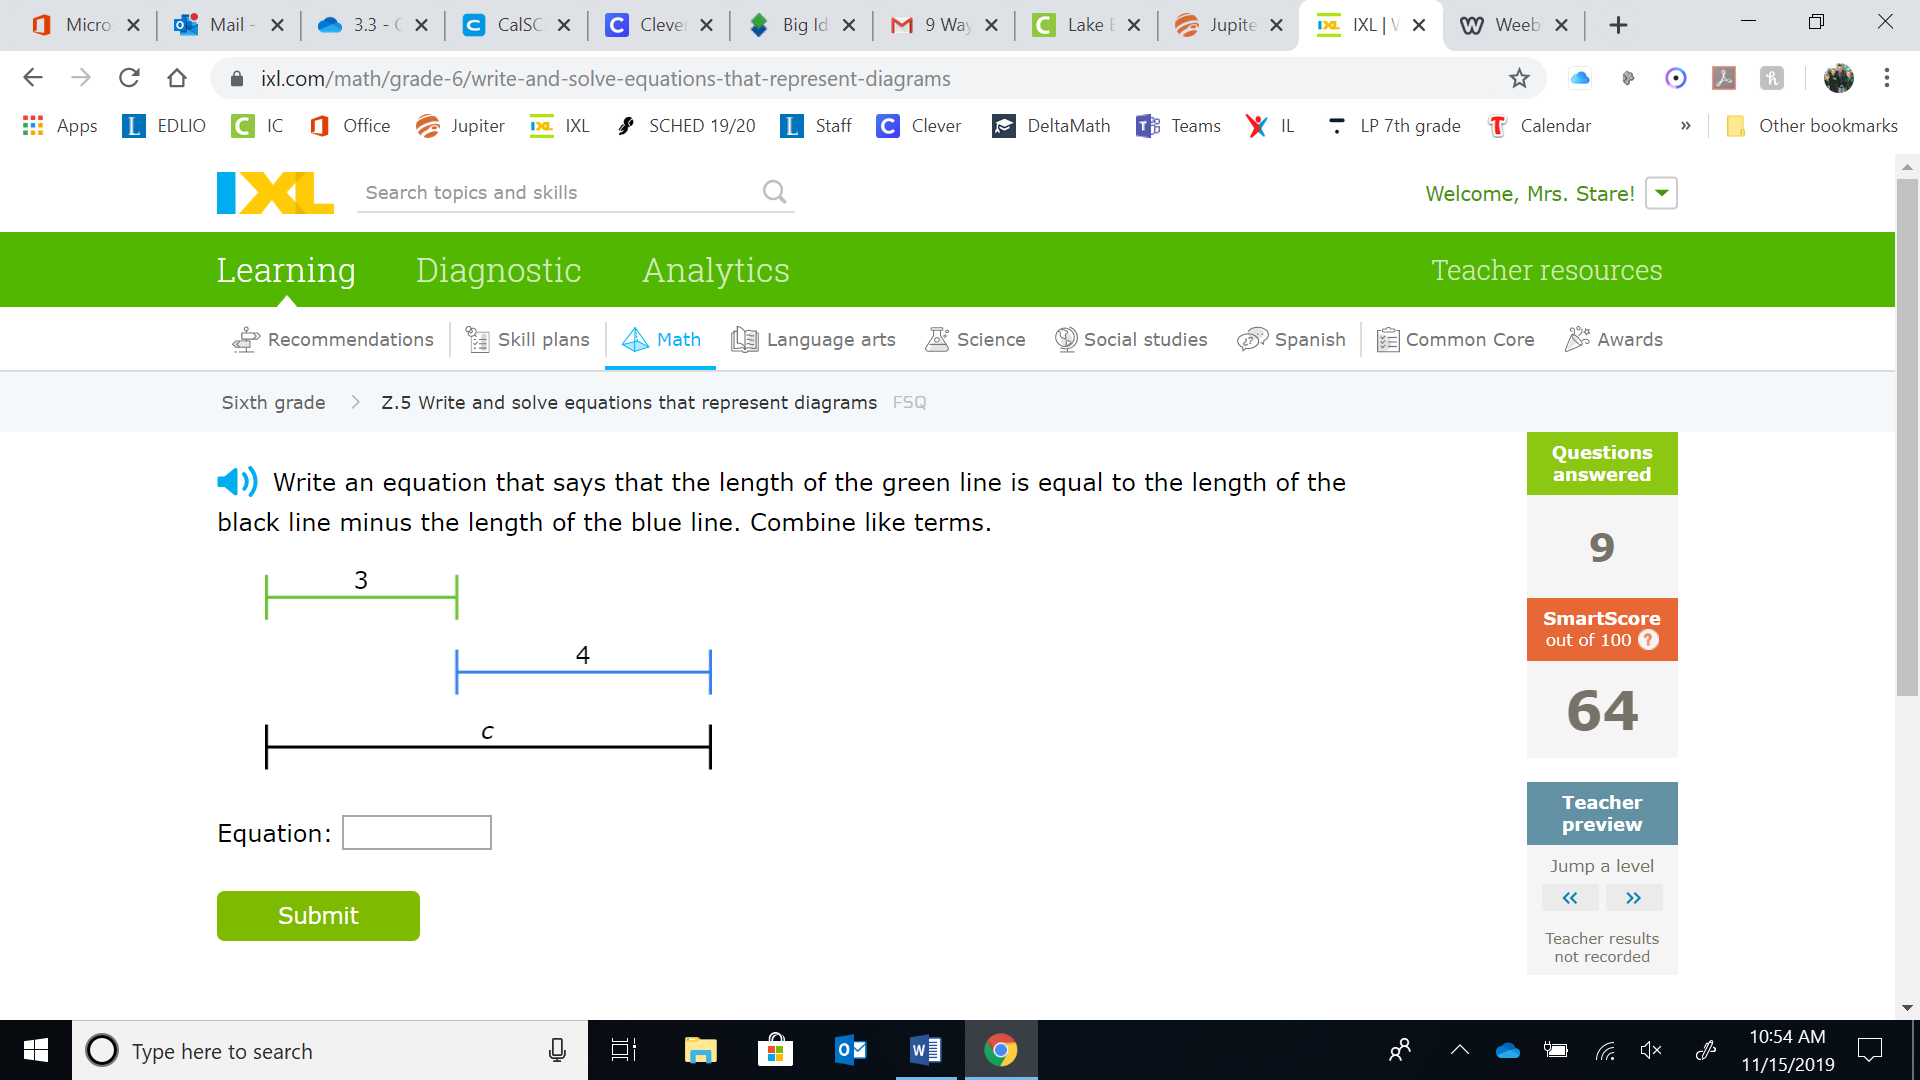 Micro Mail - 3.3 - CalSC Clever Big Id 9 Way Lake Jupite IXL | Weeb
ixl.com/math/grade-6/write-and-solve-equations-that-represent-diagrams
Apps EDLIO IC Office Jupiter IXL SCHED 19/20 Staff Clever DeltaMath Teams IL LP 7th grade Calendar » Other bookmarks
IXL Search topics and skills Welcome, Mrs. Stare!
Learning Diagnostic Analytics Teacher resources
Recommendations Skill plans Math Language arts Science Social studies Spanish Common Core Awards
Sixth grade > Z.5 Write and solve equations that represent diagrams FSQ
Write an equation that says that the length of the green line is equal to the length of the
black line minus the length of the blue line. Combine like terms.
3
4
c
Equation:
Submit
Questions
answered
9
SmartScore
out of 100 ?
64
Teacher
preview
Jump a level
Teacher results
not recorded
Type here to search
10:54 AM
11/15/2019